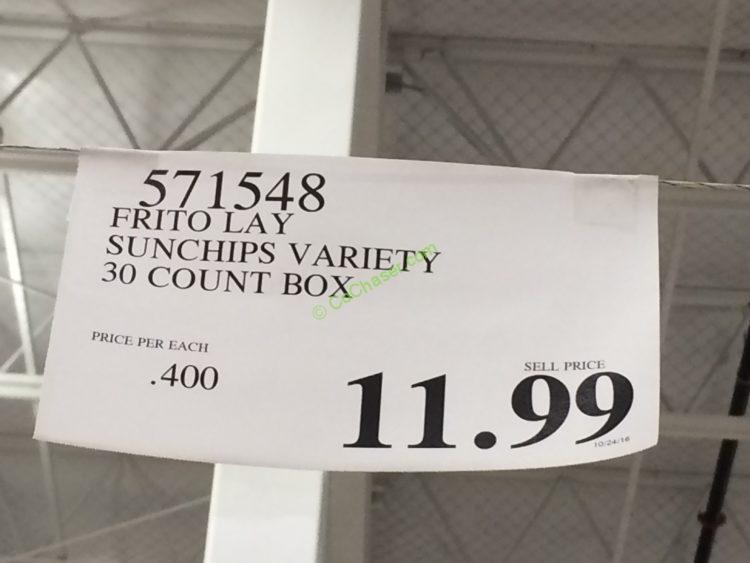 571548
FRITO LAY
SUNCHIPS VARIETY
30 COUNT BOX
© CoChaser.com
PRICE PER EACH
.400
SELL PRICE
11.99
10/24/16